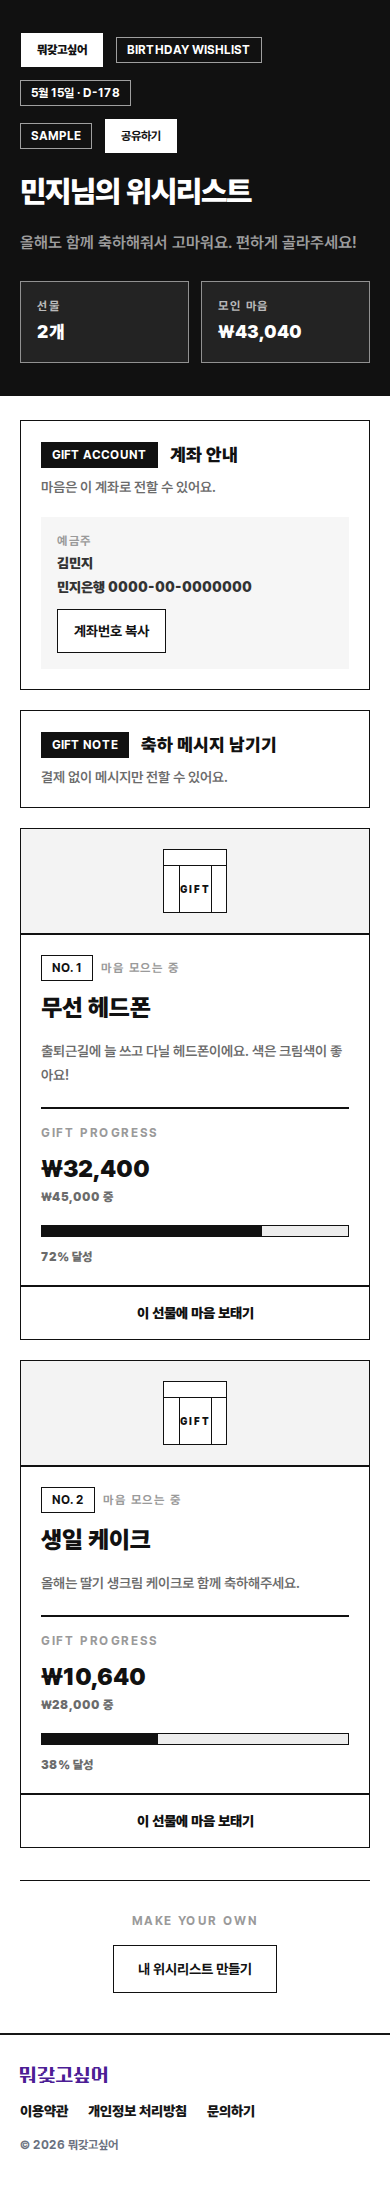 뭐갖고싶어 BIRTHDAY WISHLIST
5월 15일 · D-178
SAMPLE 공유하기
민지님의 위시리스트
올해도 함께 축하해줘서 고마워요. 편하게 골라주세요!
선물 모인 마음
2개 ₩43,040
GIFT ACCOUNT 계좌 안내
마음은 이 계좌로 전할 수 있어요.
예금주
김민지
민지은행 0000-00-0000000
계좌번호 복사
GIFT NOTE 축하 메시지 남기기
결제 없이 메시지만 전할 수 있어요.
GIFT
NO. 1 마음 모으는 중
무선 헤드폰
출퇴근길에 늘 쓰고 다닐 헤드폰이에요. 색은 크림색이 좋
아요!
GIFT PROGRESS
₩32,400
₩45,000 중
72% 달성
이 선물에 마음 보태기
GIFT
NO. 2 마음 모으는 중
생일 케이크
올해는 딸기 생크림 케이크로 함께 축하해주세요.
GIFT PROGRESS
₩10,640
₩28,000 중
38% 달성
이 선물에 마음 보태기
MAKE YOUR OWN
내 위시리스트 만들기
뭐갖고싶어
이용약관 개인정보 처리방침 문의하기
© 2026 뭐갖고싶어